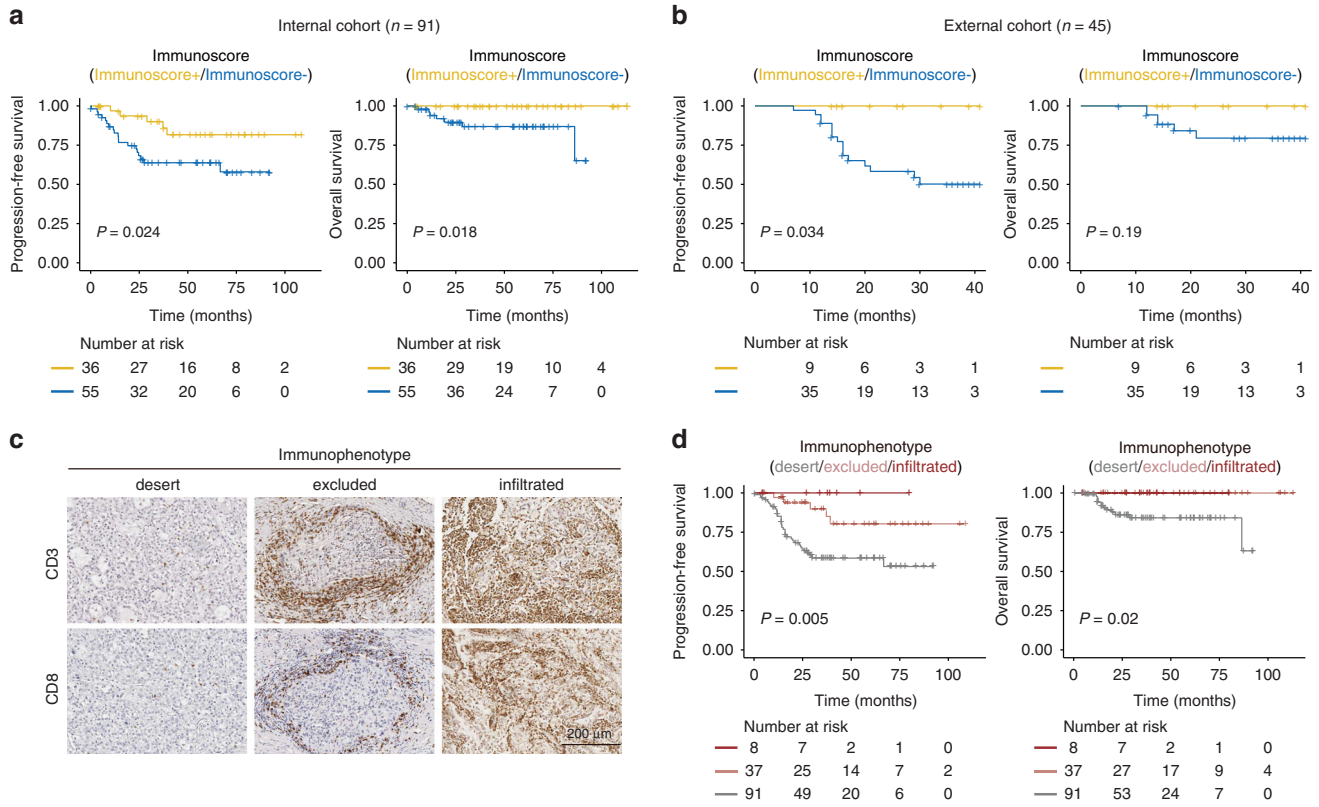 a
Internal cohort (n = 91)
Immunoscore
(Immunoscore+/Immunoscore-)
Progression-free survival
1.00
0.75
0.50
0.25
0.00
P = 0.024
0 25 50 75 100
Time (months)
Number at risk
36 27 16 8 2
55 32 20 6 0
Immunoscore
(Immunoscore+/Immunoscore-)
Overall survival
1.00
0.75
0.50
0.25
0.00
P = 0.018
0 25 50 75 100
Time (months)
Number at risk
36 29 19 10 4
55 36 24 7 0
b
External cohort (n = 45)
Immunoscore
(Immunoscore+/Immunoscore-)
Progression-free survival
1.00
0.75
0.50
0.25
0.00
P = 0.034
0 10 20 30 40
Time (months)
Number at risk
9 6 3 1
35 19 13 3
Immunoscore
(Immunoscore+/Immunoscore-)
Overall survival
1.00
0.75
0.50
0.25
0.00
P = 0.19
0 10 20 30 40
Time (months)
Number at risk
9 6 3 1
35 19 13 3
c
Immunophenotype
desert excluded infiltrated
CD3
CD8
200 μm
d
Immunophenotype
(desert/excluded/infiltrated)
Progression-free survival
1.00
0.75
0.50
0.25
0.00
P = 0.005
0 25 50 75 100
Time (months)
Number at risk
8 7 2 1 0
37 25 14 7 2
91 49 20 6 0
Immunophenotype
(desert/excluded/infiltrated)
Overall survival
1.00
0.75
0.50
0.25
0.00
P = 0.02
0 25 50 75 100
Time (months)
Number at risk
8 7 2 1 0
37 27 17 9 4
91 53 24 7 0